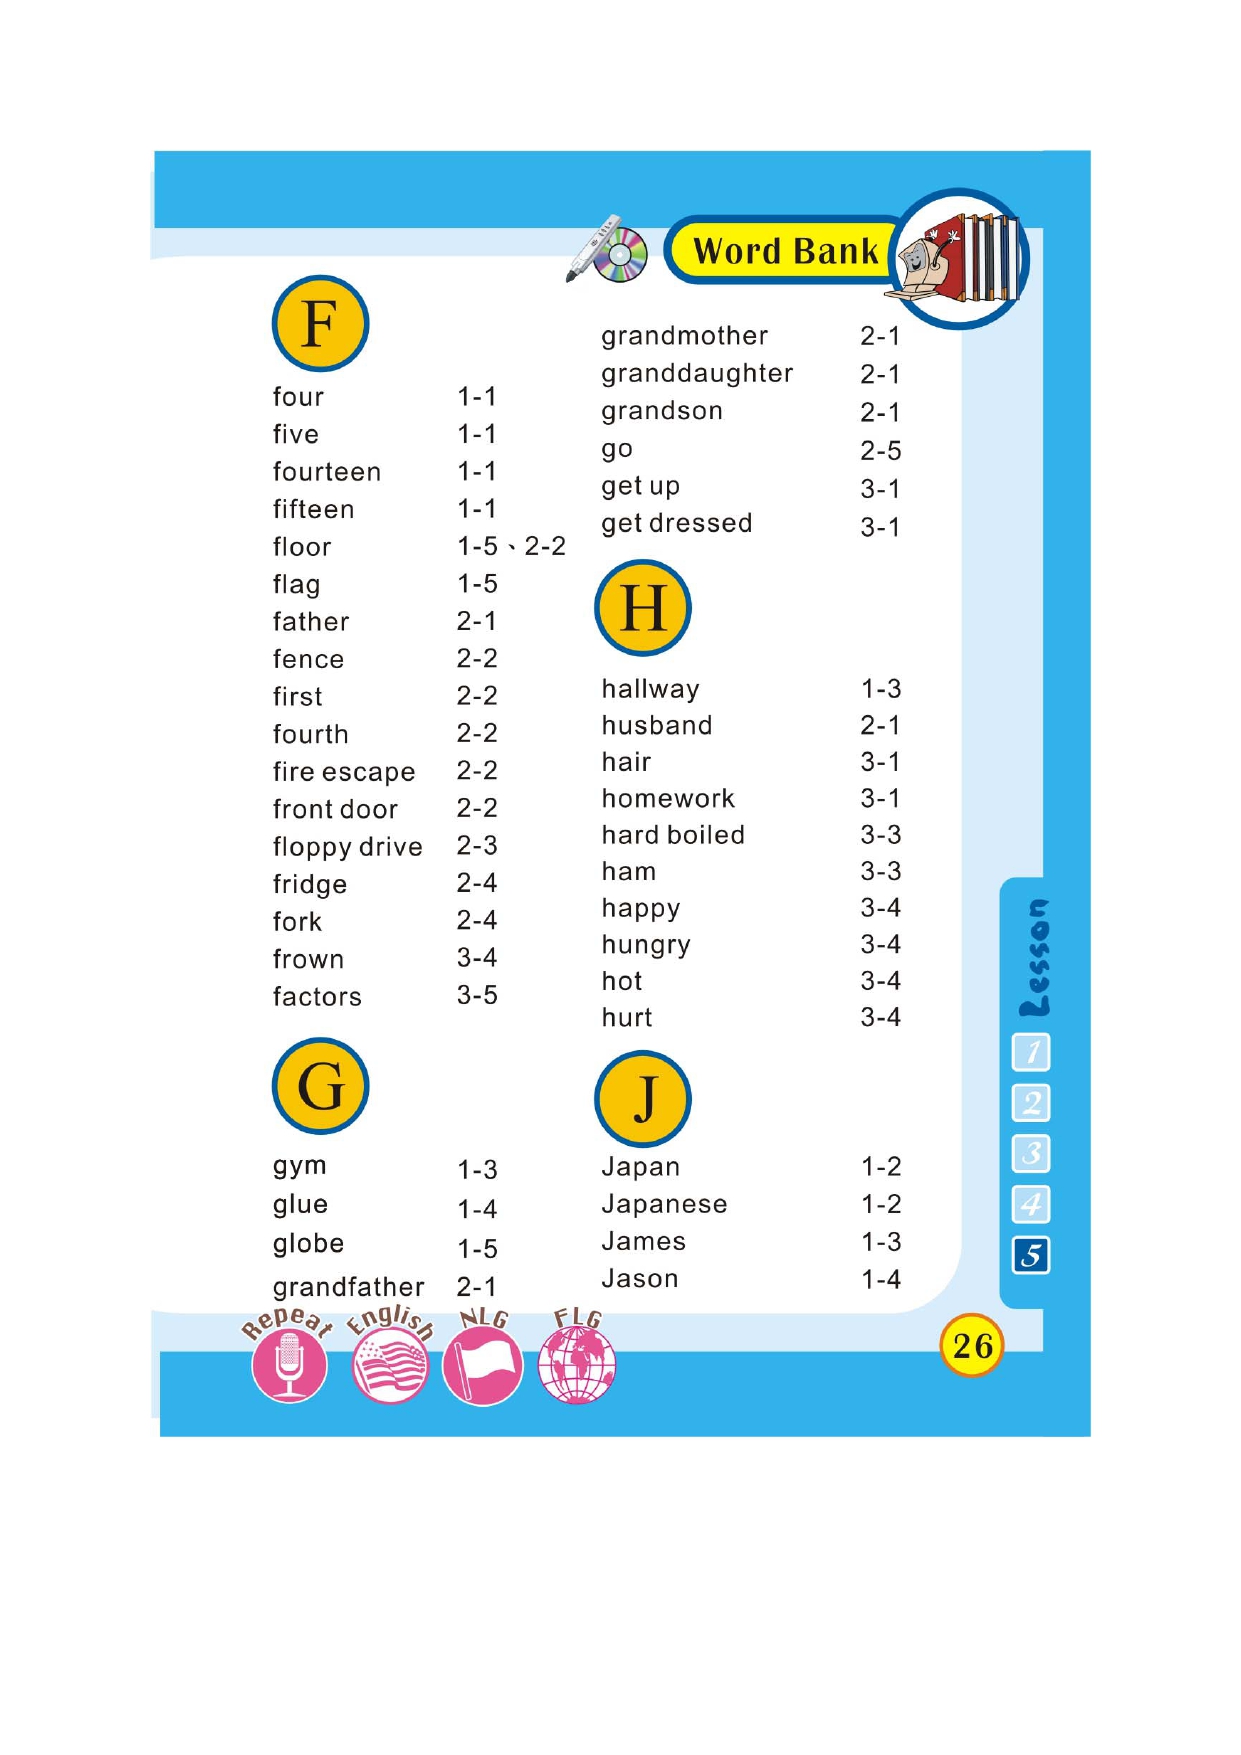 Word Bank
F
four 1-1
five 1-1
fourteen 1-1
fifteen 1-1
floor 1-5、2-2
flag 1-5
father 2-1
fence 2-2
first 2-2
fourth 2-2
fire escape 2-2
front door 2-2
floppy drive 2-3
fridge 2-4
fork 2-4
frown 3-4
factors 3-5
G
gym 1-3
glue 1-4
globe 1-5
grandfather 2-1
grandmother 2-1
granddaughter 2-1
grandson 2-1
go 2-5
get up 3-1
get dressed 3-1
H
hallway 1-3
husband 2-1
hair 3-1
homework 3-1
hard boiled 3-3
ham 3-3
happy 3-4
hungry 3-4
hot 3-4
hurt 3-4
J
Japan 1-2
Japanese 1-2
James 1-3
Jason 1-4
Lesson
1
2
3
4
5
Repeat
English
NLG
FLG
26